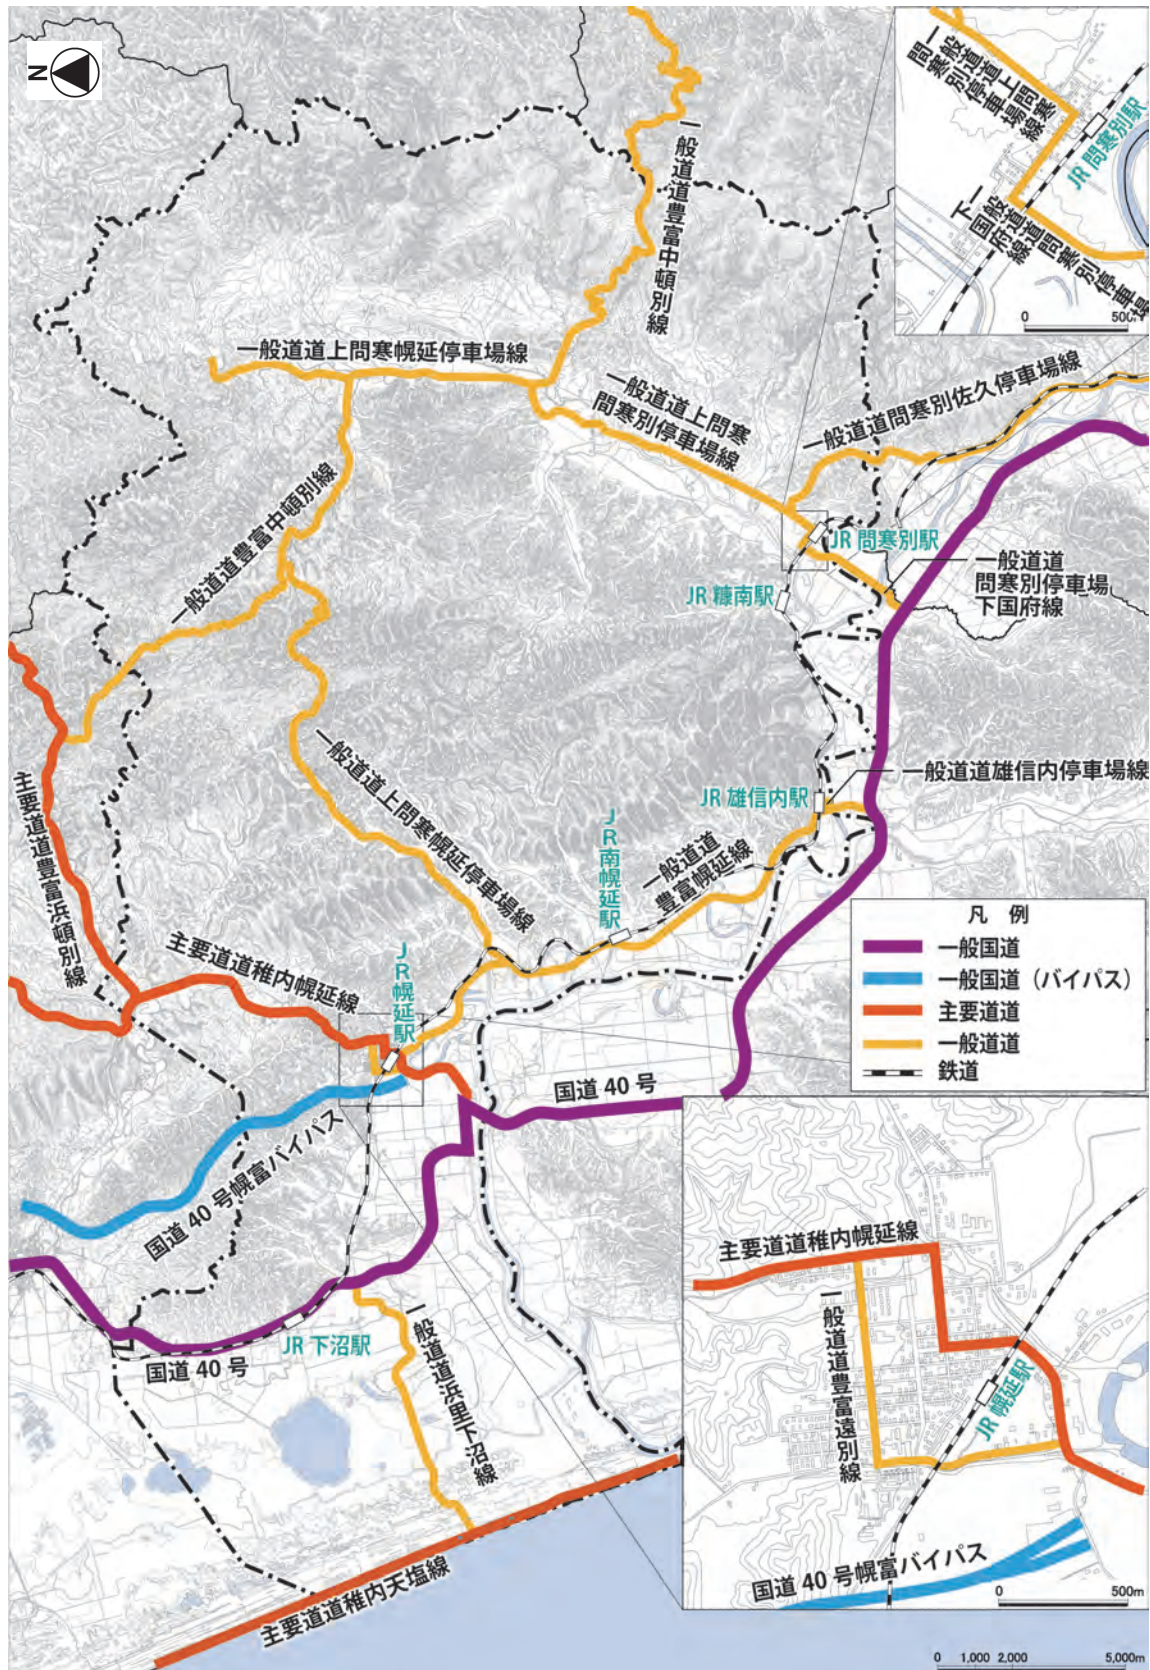 N
一般道道上問寒
問寒別停車場線
JR 問寒別駅
一般道道問寒別停車場
下国府線
0 500m
一般道道豊富中頓別線
一般道道上問寒幌延停車場線
一般道道上問寒
問寒別停車場線
一般道道問寒別佐久停車場線
JR 問寒別駅
一般道道
問寒別停車場
下国府線
JR 糠南駅
一般道道豊富中頓別線
主要道道豊富浜頓別線
一般道道上問寒幌延停車場線
JR 雄信内駅
一般道道雄信内停車場線
JR南幌延駅
一般道道
豊富幌延線
主要道道稚内幌延線
JR幌延駅
凡 例
一般国道
一般国道（バイパス）
主要道道
一般道道
鉄道
国道 40 号
国道 40 号幌富バイパス
JR 下沼駅
国道 40 号
一般道道浜里下沼線
主要道道稚内天塩線
主要道道稚内幌延線
一般道道豊富遠別線
JR 幌延駅
国道 40 号幌富バイパス
0 500m
0 1,000 2,000 5,000m